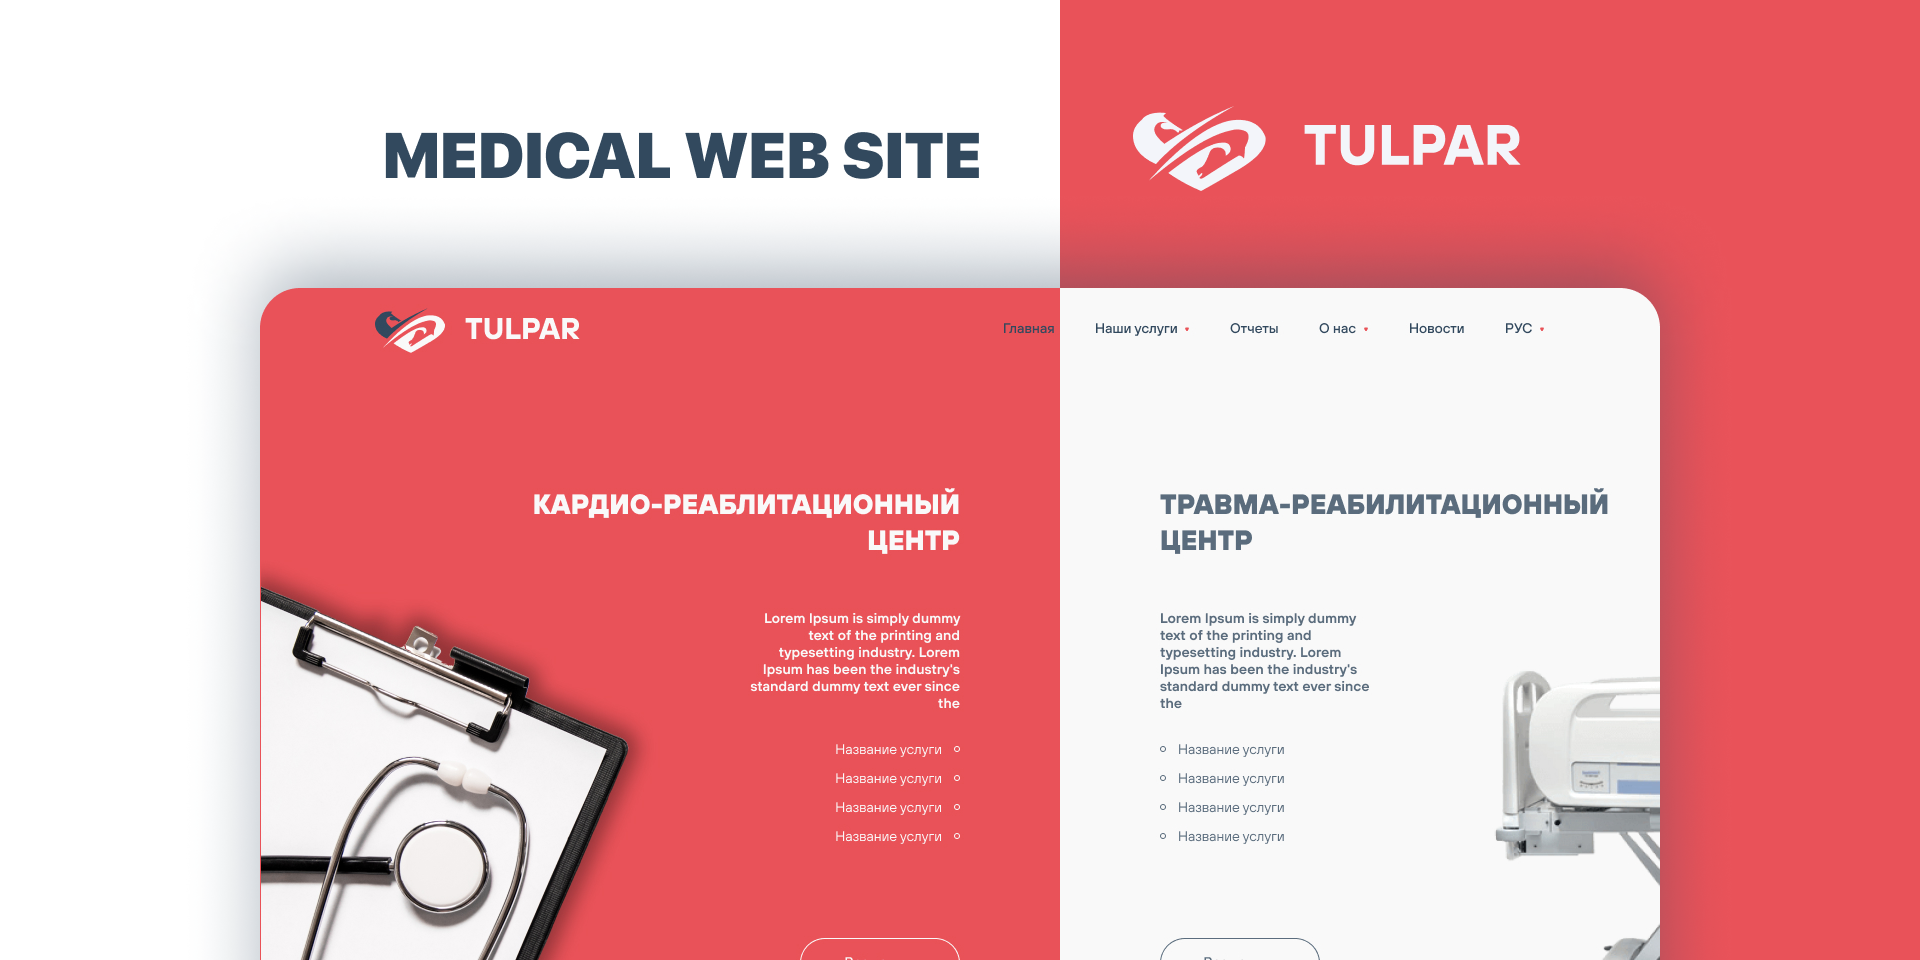 MEDICAL WEB SITE
TULPAR
TULPAR
Главная
Наши услуги
Отчеты
О нас
Новости
РУС
КАРДИО-РЕАБЛИТАЦИОННЫЙ
ЦЕНТР
Lorem Ipsum is simply dummy
text of the printing and
typesetting industry. Lorem
Ipsum has been the industry's
standard dummy text ever since
the
Название услуги
Название услуги
Название услуги
Название услуги
ТРАВМА-РЕАБИЛИТАЦИОННЫЙ
ЦЕНТР
Lorem Ipsum is simply dummy
text of the printing and
typesetting industry. Lorem
Ipsum has been the industry's
standard dummy text ever since
the
Название услуги
Название услуги
Название услуги
Название услуги